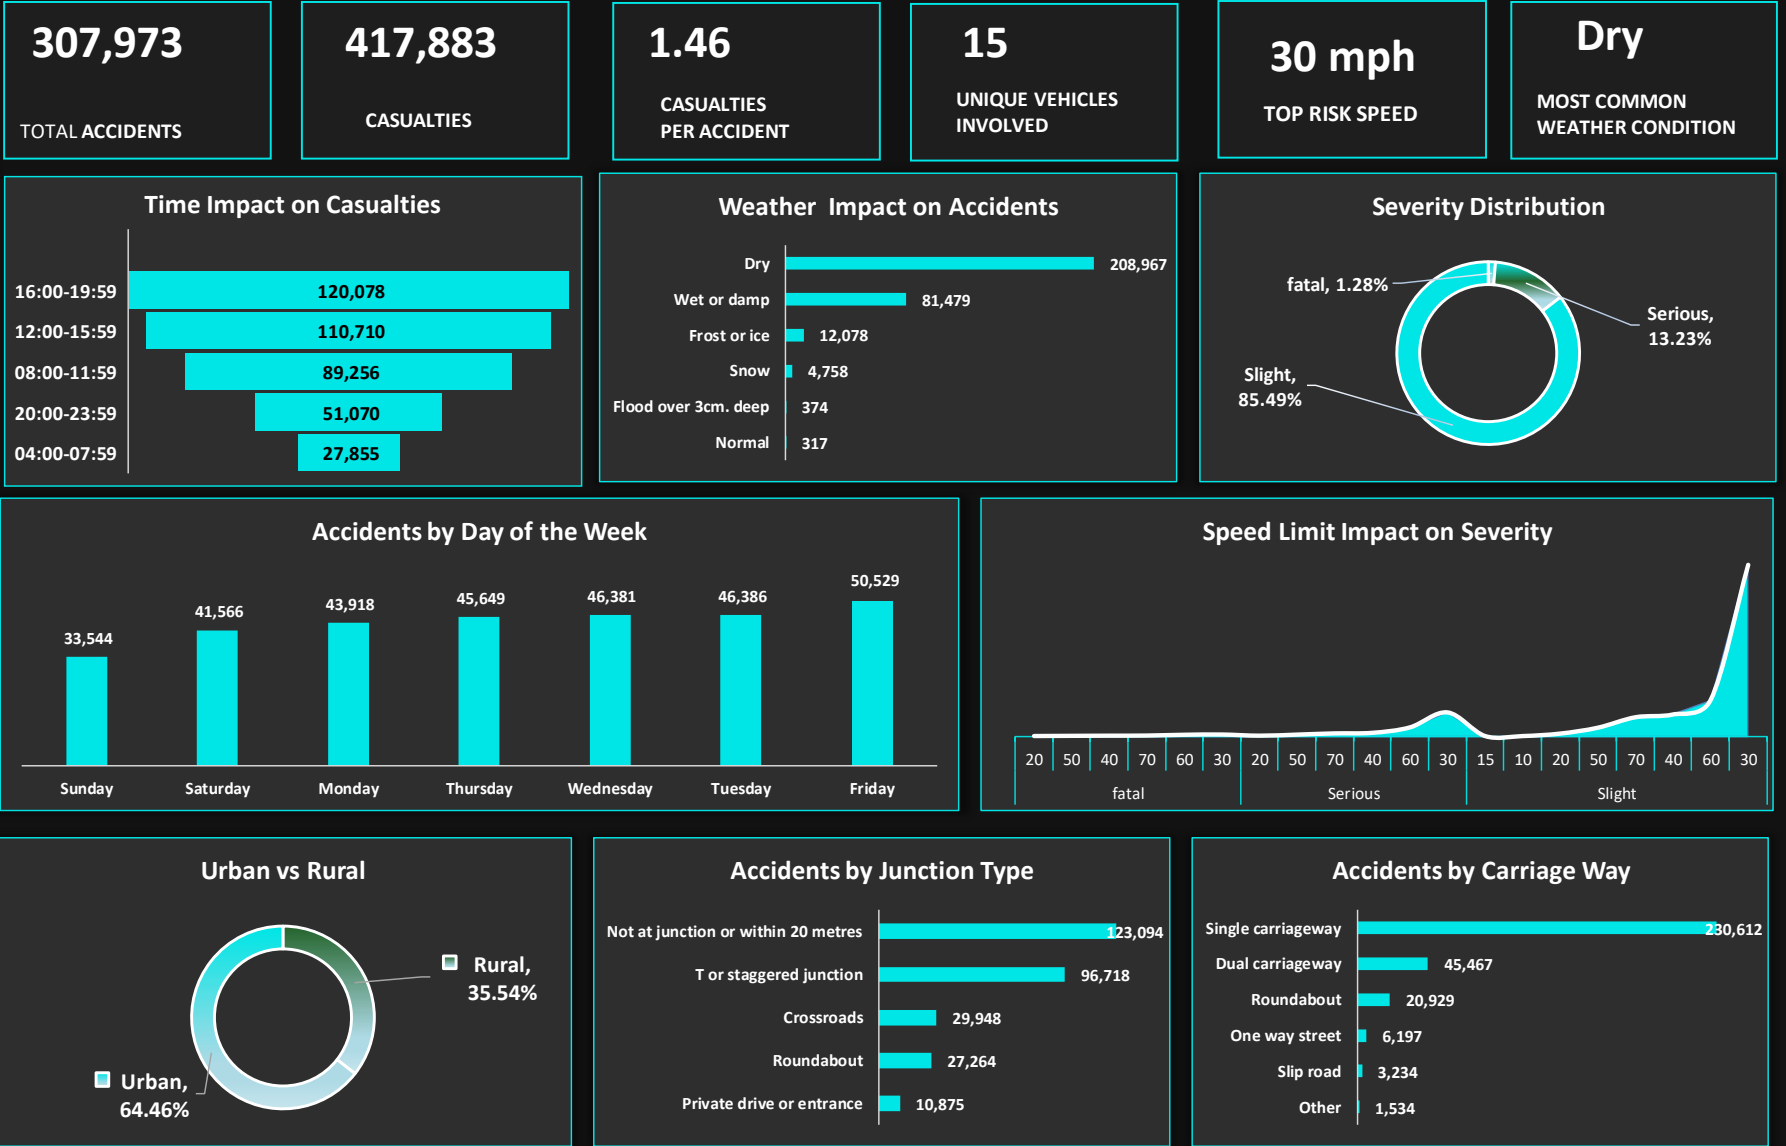 307,973
TOTAL ACCIDENTS
417,883
CASUALTIES
1.46
CASUALTIES
PER ACCIDENT
15
UNIQUE VEHICLES
INVOLVED
30 mph
TOP RISK SPEED
Dry
MOST COMMON
WEATHER CONDITION
Time Impact on Casualties
16:00-19:59 120,078
12:00-15:59 110,710
08:00-11:59 89,256
20:00-23:59 51,070
04:00-07:59 27,855
Weather Impact on Accidents
Dry 208,967
Wet or damp 81,479
Frost or ice 12,078
Snow 4,758
Flood over 3cm. deep 374
Normal 317
Severity Distribution
fatal, 1.28%
Serious,
13.23%
Slight,
85.49%
Accidents by Day of the Week
33,544 41,566 43,918 45,649 46,381 46,386 50,529
Sunday Saturday Monday Thursday Wednesday Tuesday Friday
Speed Limit Impact on Severity
20 50 40 70 60 30 20 50 70 40 60 30 15 10 20 50 70 40 60 30
fatal Serious Slight
Urban vs Rural
Rural,
35.54%
Urban,
64.46%
Accidents by Junction Type
Not at junction or within 20 metres 123,094
T or staggered junction 96,718
Crossroads 29,948
Roundabout 27,264
Private drive or entrance 10,875
Accidents by Carriage Way
Single carriageway 230,612
Dual carriageway 45,467
Roundabout 20,929
One way street 6,197
Slip road 3,234
Other 1,534